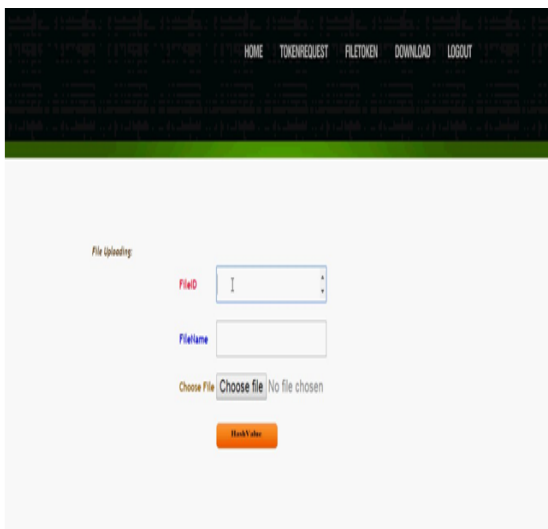 HOME TOKENREQUEST FILETOKEN DOWNLOAD LOGOUT
File Uploading:
FileID
FileName
Choose File Choose file No file chosen
HashValue